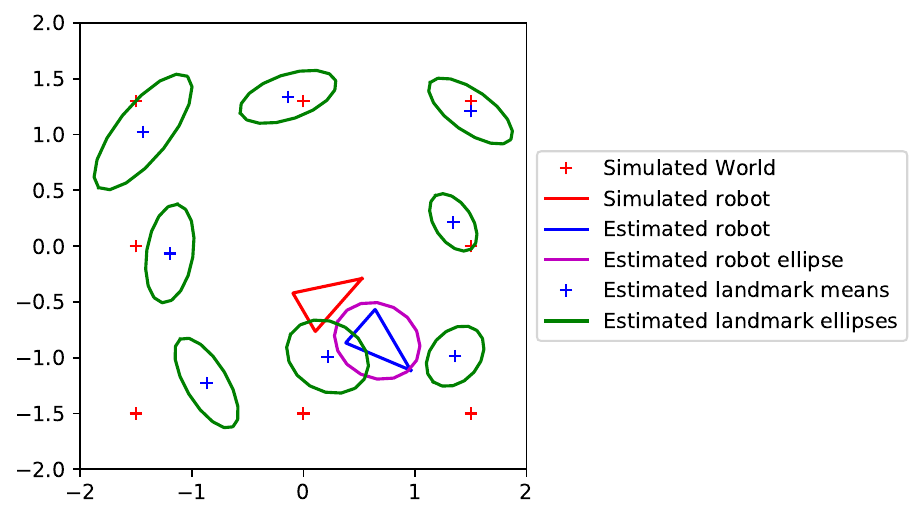 2.0
1.5
1.0
0.5
0.0
−0.5
−1.0
−1.5
−2.0
−2
−1
0
1
2
Simulated World
Simulated robot
Estimated robot
Estimated robot ellipse
Estimated landmark means
Estimated landmark ellipses